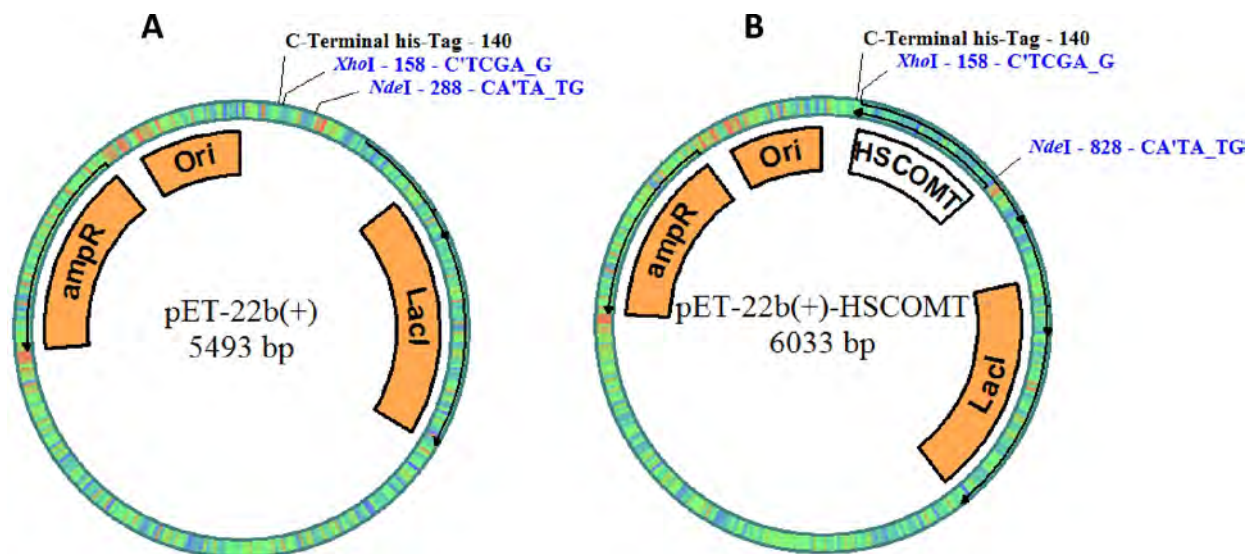 A
C-Terminal his-Tag - 140
XhoI - 158 - C'TCGA_G
NdeI - 288 - CA'TA_TG
Ori
ampR
LacI
pET-22b(+)
5493 bp
B
C-Terminal his-Tag - 140
XhoI - 158 - C'TCGA_G
NdeI - 828 - CA'TA_TG
Ori
HSCOMT
ampR
LacI
pET-22b(+)-HSCOMT
6033 bp